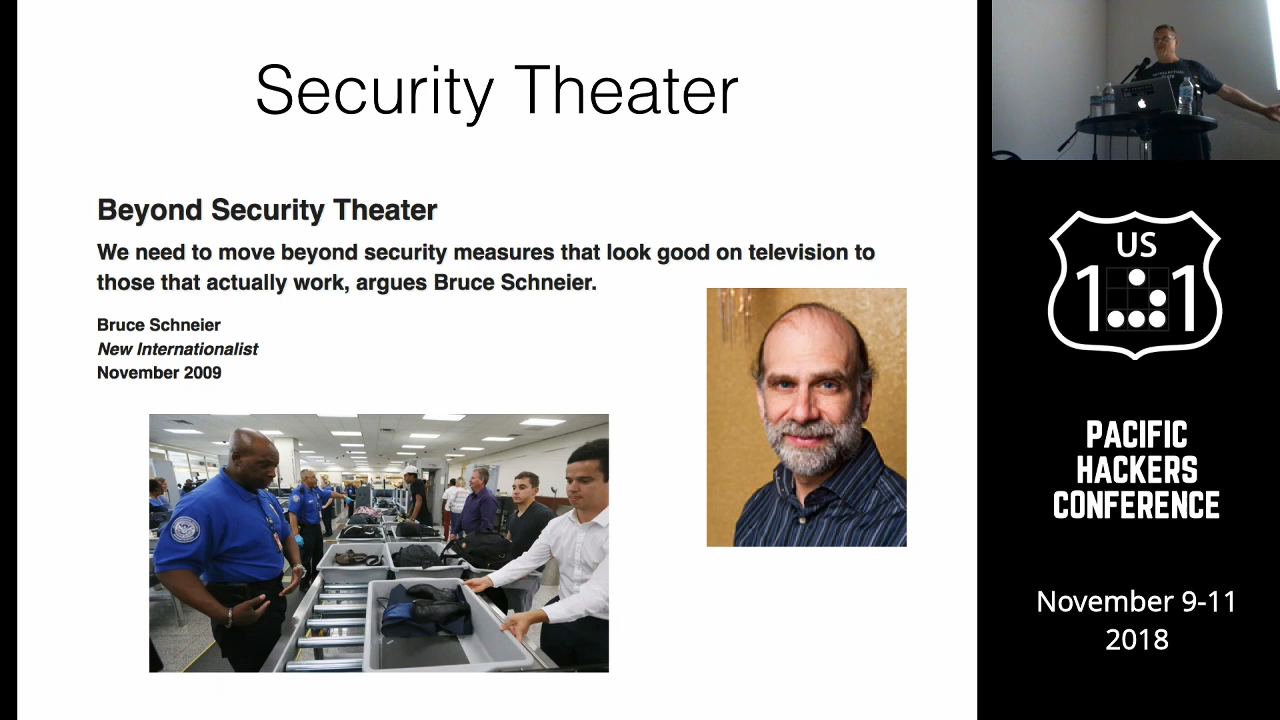 Security Theater
Beyond Security Theater
We need to move beyond security measures that look good on television to
those that actually work, argues Bruce Schneier.
Bruce Schneier
New Internationalist
November 2009
US
1 1
PACIFIC
HACKERS
CONFERENCE
November 9-11
2018